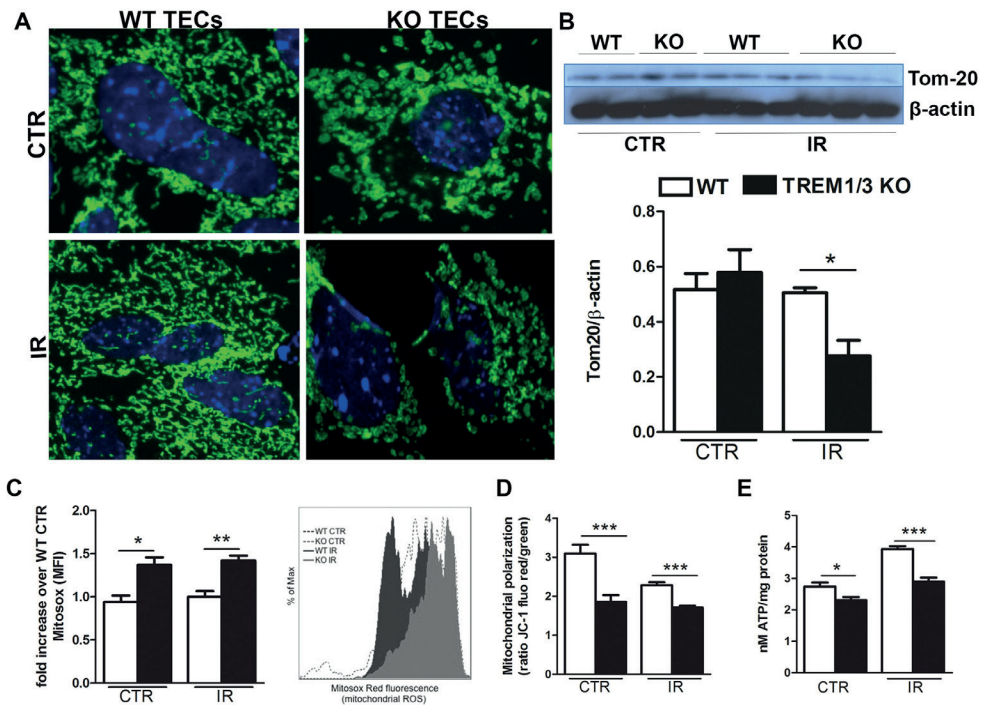 A
WT TECs
KO TECs
CTR
IR
B
WT KO WT KO
Tom-20
β-actin
CTR IR
WT TREM1/3 KO
Tom20/β-actin
0.8
0.6
0.4
0.2
0.0
*
CTR IR
C
fold increase over WT CTR
Mitosox (MFI)
2.0
1.5
1.0
0.5
0.0
* **
CTR IR
% of Max
WT CTR
KO CTR
WT IR
KO IR
Mitosox Red fluorescence
(mitochondrial ROS)
D
Mitochondrial polarization
(ratio JC-1 fluo red/green)
4
3
2
1
0
*** ***
CTR IR
E
nM ATP/mg protein
5
4
3
2
1
0
* ***
CTR IR